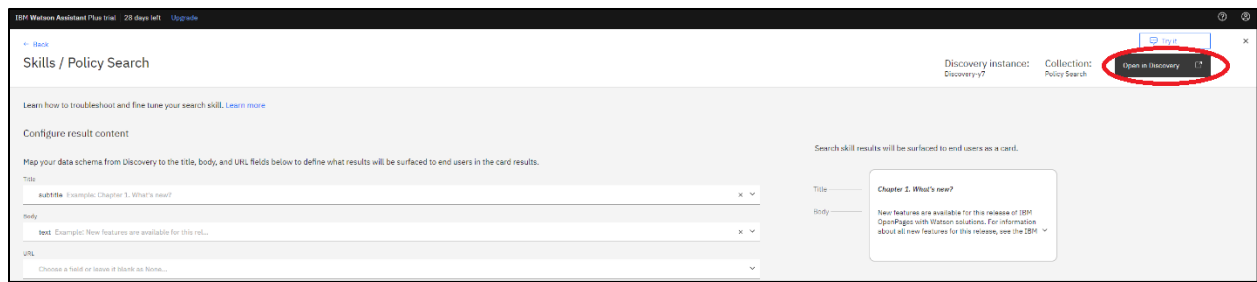 IBM Watson Assistant Plus trial | 28 days left Upgrade
← Back
Try it
Skills / Policy Search
Discovery instance:
Discovery-y7
Collection:
Policy Search
Open in Discovery
Learn how to troubleshoot and fine tune your search skill. Learn more
Configure result content
Map your data schema from Discovery to the title, body, and URL fields below to define what results will be surfaced to end users in the card results.
Title
subtitle Example: Chapter 1. What's new?
Body
text Example: New features are available for this rel...
URL
Choose a field or leave it blank as None...
Search skill results will be surfaced to end users as a card.
Title
Chapter 1. What's new?
Body
New features are available for this release of IBM
OpenPages with Watson solutions. For information
about all new features for this release, see the IBM